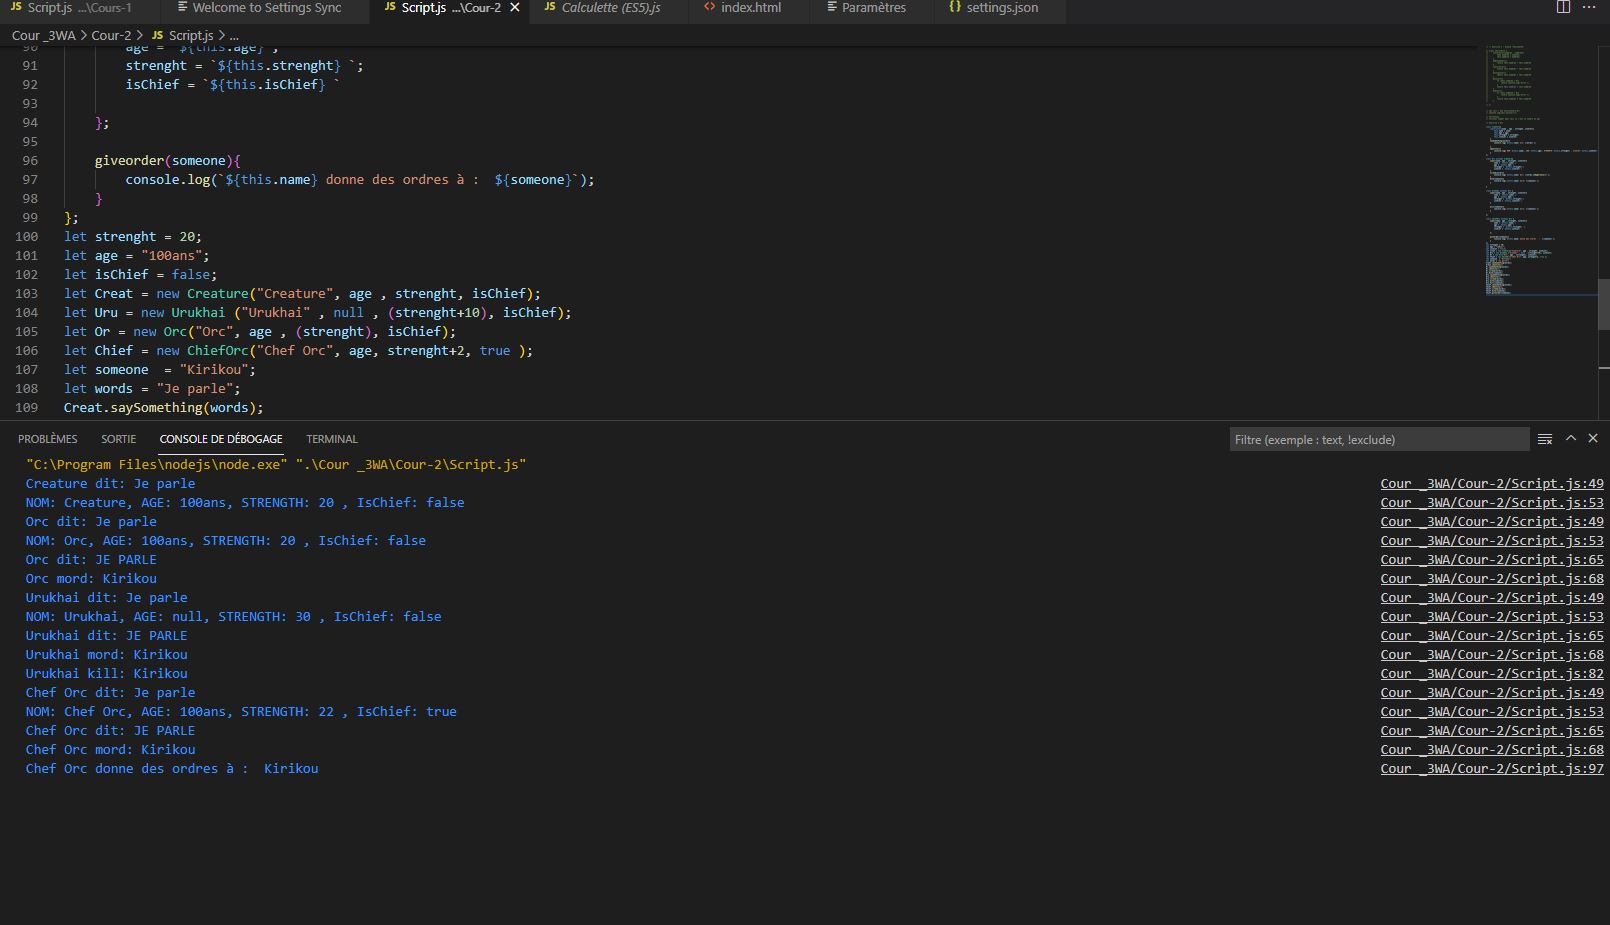 JS Script.js ...\Cours-1
Welcome to Settings Sync
JS Script.js ...\Cour-2
JS Calculette (ES5).js
<> index.html
Paramètres
{} settings.json
Cour _3WA > Cour-2 > JS Script.js > ...
90 age = `${this.age}`,
91 strenght = `${this.strenght} `;
92 isChief = `${this.isChief} `
93
94 };
95
96 giveorder(someone){
97 console.log(`${this.name} donne des ordres à :  ${someone}`);
98 }
99 };
100 let strenght = 20;
101 let age = "100ans";
102 let isChief = false;
103 let Creat = new Creature("Creature", age , strenght, isChief);
104 let Uru = new Urukhai ("Urukhai" , null , (strenght+10), isChief);
105 let Or = new Orc("Orc", age , (strenght), isChief);
106 let Chief = new ChiefOrc("Chef Orc", age, strenght+2, true );
107 let someone  = "Kirikou";
108 let words = "Je parle";
109 Creat.saySomething(words);
PROBLÈMES SORTIE CONSOLE DE DÉBOGAGE TERMINAL
Filtre (exemple : text, !exclude)
"C:\Program Files\nodejs\node.exe" ".\Cour _3WA\Cour-2\Script.js"
Creature dit: Je parle Cour _3WA/Cour-2/Script.js:49
NOM: Creature, AGE: 100ans, STRENGTH: 20 , IsChief: false Cour _3WA/Cour-2/Script.js:53
Orc dit: Je parle Cour _3WA/Cour-2/Script.js:49
NOM: Orc, AGE: 100ans, STRENGTH: 20 , IsChief: false Cour _3WA/Cour-2/Script.js:53
Orc dit: JE PARLE Cour _3WA/Cour-2/Script.js:65
Orc mord: Kirikou Cour _3WA/Cour-2/Script.js:68
Urukhai dit: Je parle Cour _3WA/Cour-2/Script.js:49
NOM: Urukhai, AGE: null, STRENGTH: 30 , IsChief: false Cour _3WA/Cour-2/Script.js:53
Urukhai dit: JE PARLE Cour _3WA/Cour-2/Script.js:65
Urukhai mord: Kirikou Cour _3WA/Cour-2/Script.js:68
Urukhai kill: Kirikou Cour _3WA/Cour-2/Script.js:82
Chef Orc dit: Je parle Cour _3WA/Cour-2/Script.js:49
NOM: Chef Orc, AGE: 100ans, STRENGTH: 22 , IsChief: true Cour _3WA/Cour-2/Script.js:53
Chef Orc dit: JE PARLE Cour _3WA/Cour-2/Script.js:65
Chef Orc mord: Kirikou Cour _3WA/Cour-2/Script.js:68
Chef Orc donne des ordres à :  Kirikou Cour _3WA/Cour-2/Script.js:97